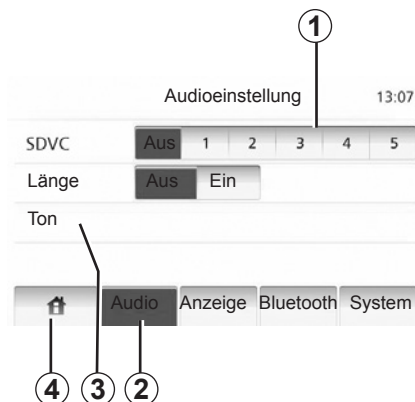 1
Audioeinstellung 13:07
SDVC Aus 1 2 3 4 5
Länge Aus Ein
Ton
Audio Anzeige Bluetooth System
4 3 2